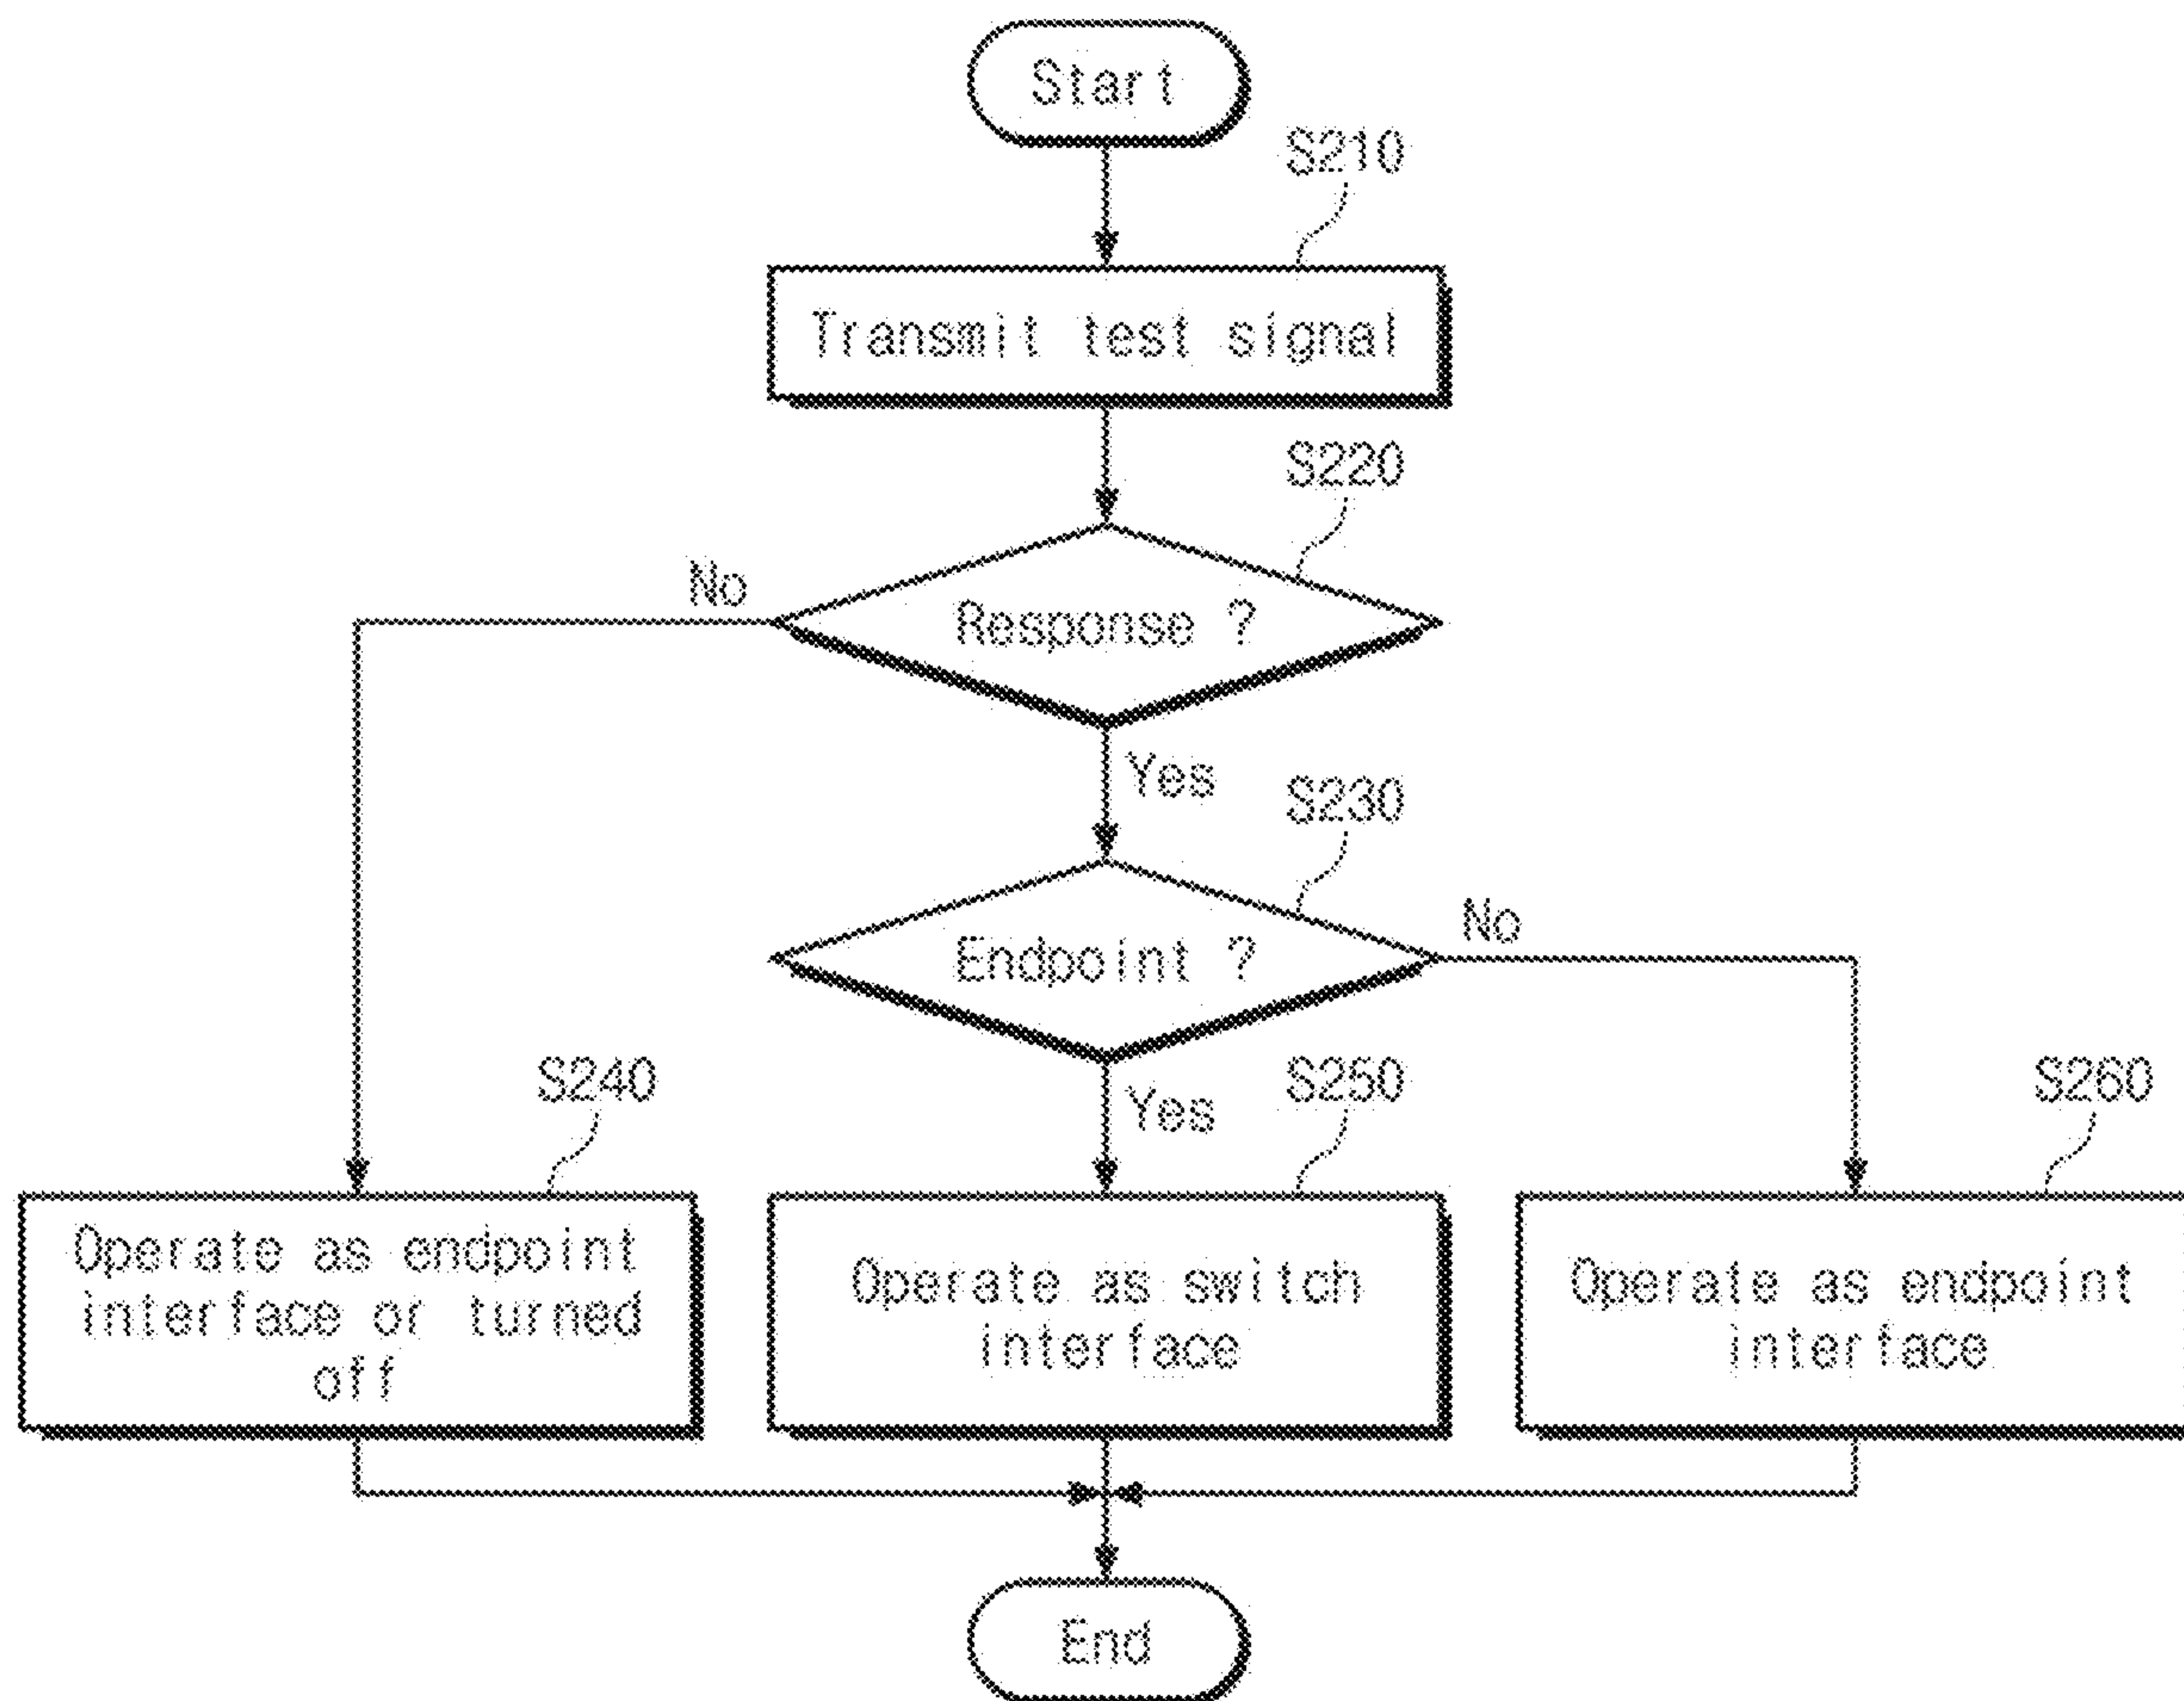 Start
S210
Transmit test signal
S220
No
Response ?
Yes
S230
No
Endpoint ?
S240
Yes
S250
S260
Operate as endpoint
interface or turned
off
Operate as switch
interface
Operate as endpoint
interface
End